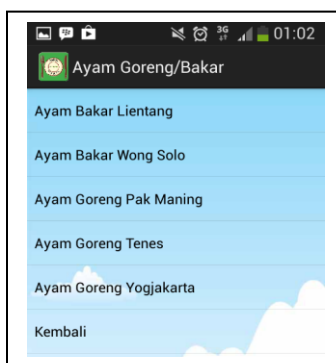 3G 01:02
Ayam Goreng/Bakar
Ayam Bakar Lientang
Ayam Bakar Wong Solo
Ayam Goreng Pak Maning
Ayam Goreng Tenes
Ayam Goreng Yogjakarta
Kembali